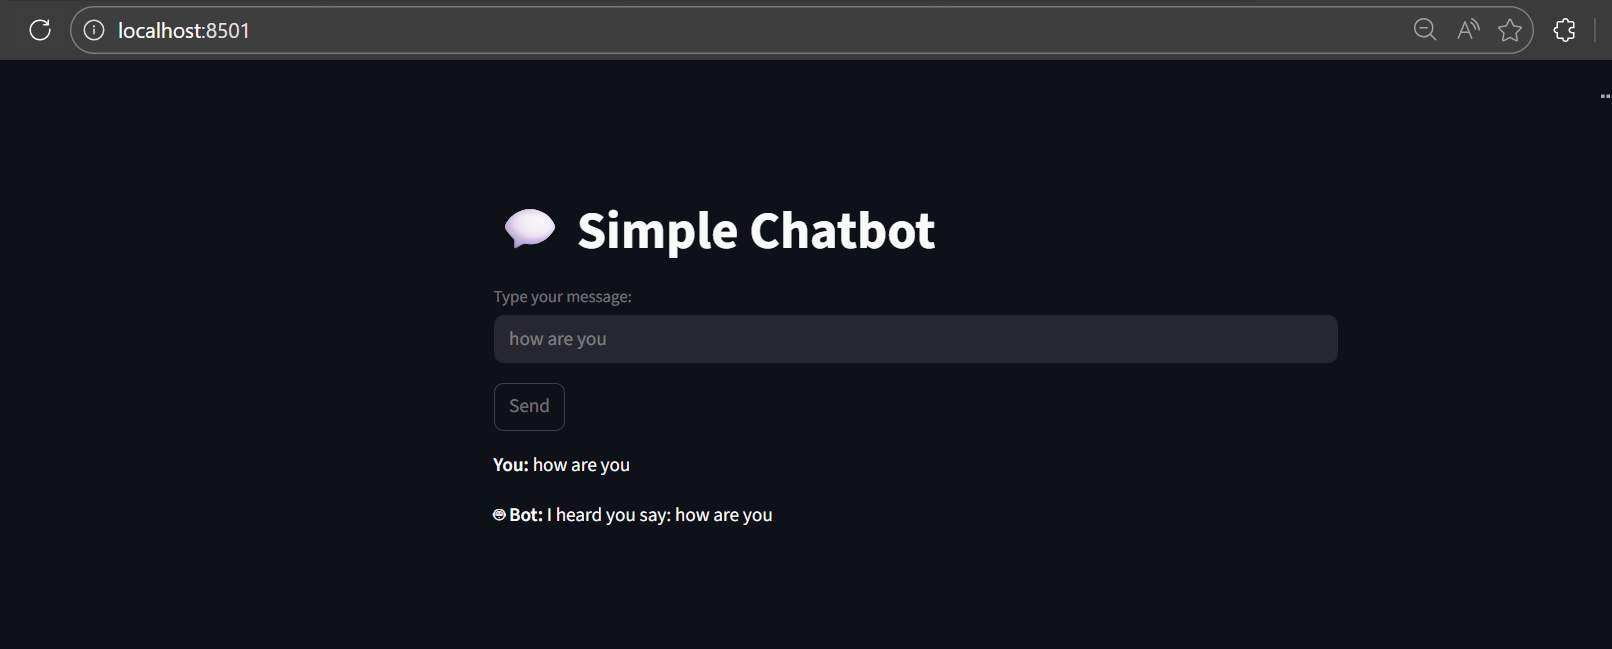 localhost:8501
Simple Chatbot
Type your message:
how are you
Send
You: how are you
Bot: I heard you say: how are you